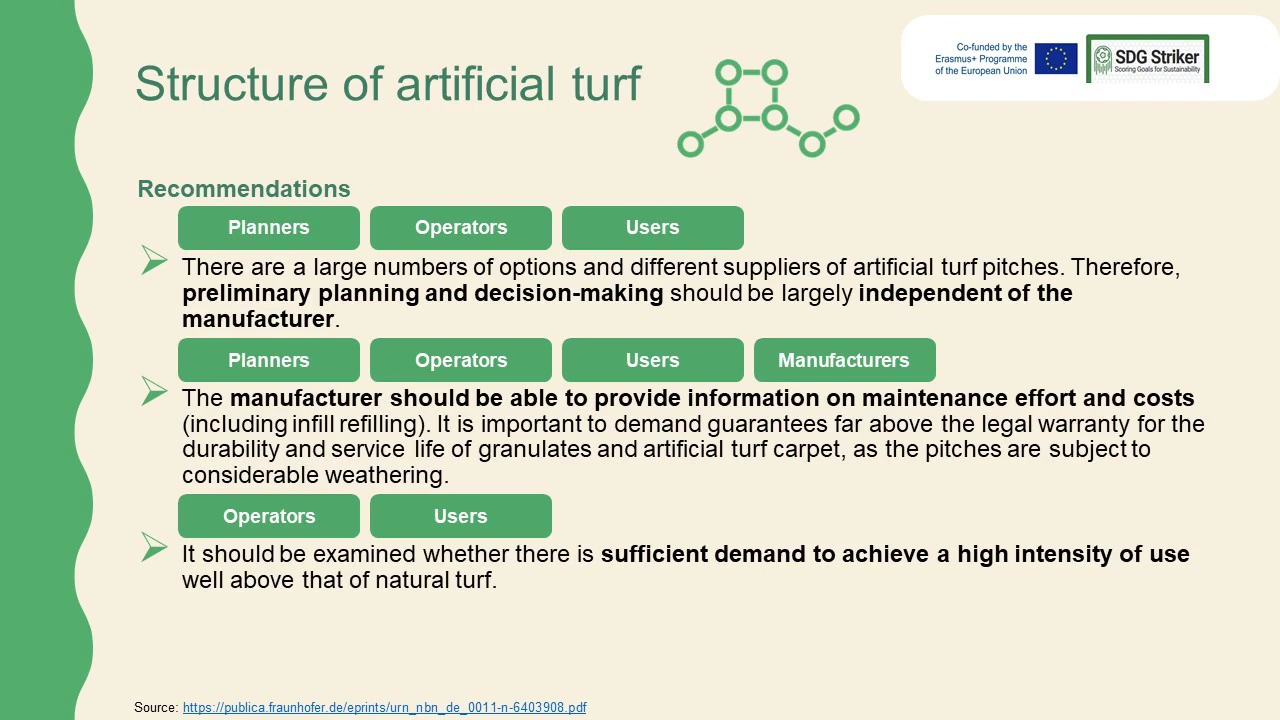 Structure of artificial turf
Co-funded by the
Erasmus+ Programme
of the European Union
SDG Striker
Scoring Goals for Sustainability
Recommendations
Planners Operators Users
There are a large numbers of options and different suppliers of artificial turf pitches. Therefore,
preliminary planning and decision-making should be largely independent of the
manufacturer.
Planners Operators Users Manufacturers
The manufacturer should be able to provide information on maintenance effort and costs
(including infill refilling). It is important to demand guarantees far above the legal warranty for the
durability and service life of granulates and artificial turf carpet, as the pitches are subject to
considerable weathering.
Operators Users
It should be examined whether there is sufficient demand to achieve a high intensity of use
well above that of natural turf.
Source: https://publica.fraunhofer.de/eprints/urn_nbn_de_0011-n-6403908.pdf